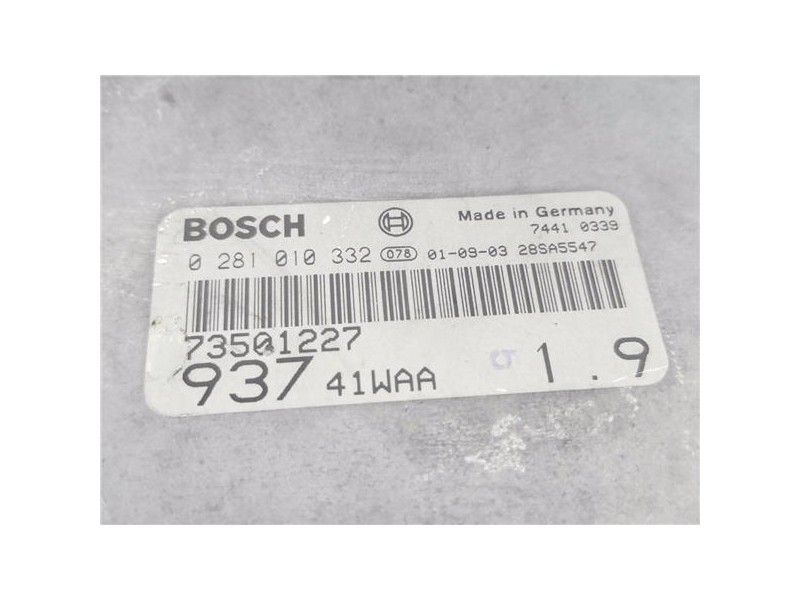 BOSCH Made in Germany
7441 0339
0 281 010 332 078 01-09-03 28SA5547
73501227
937 41WAA 1.9